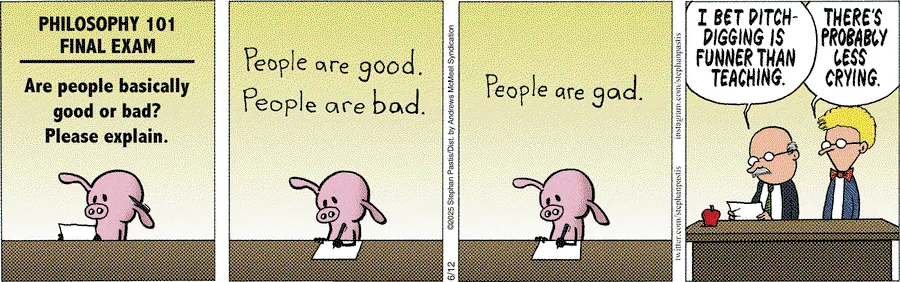 PHILOSOPHY 101
FINAL EXAM
Are people basically
good or bad?
Please explain.
People are good.
People are bad.
©2025 Stephan Pastis/Dist. by Andrews McMeel Syndication
6/12
People are gad.
twitter.com/stephanpastis
instagram.com/stephanpastis
I BET DITCH-
DIGGING IS
FUNNER THAN
TEACHING.
THERE'S
PROBABLY
LESS
CRYING.